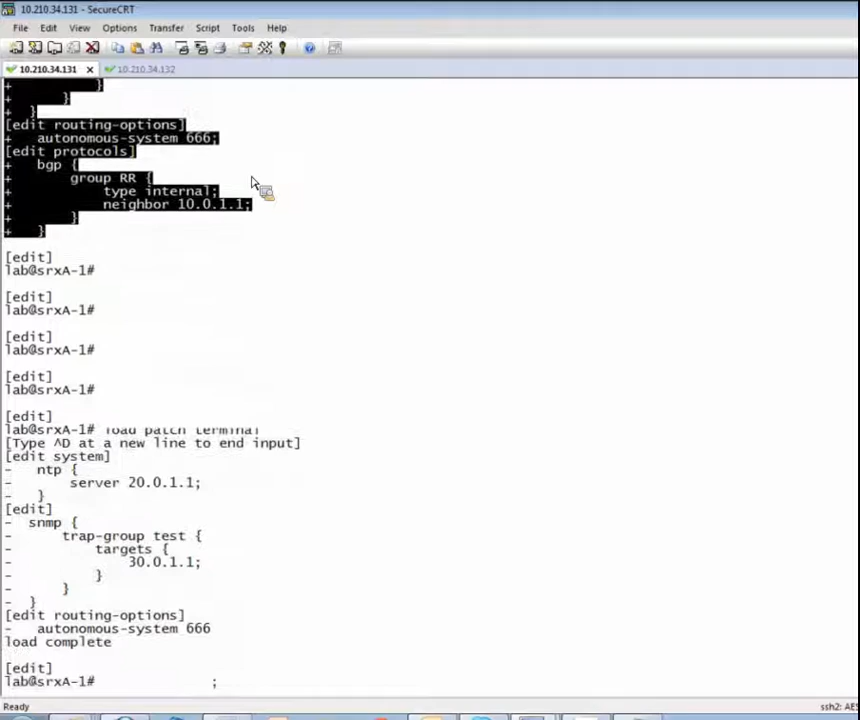 10.210.34.131 - SecureCRT
File Edit View Options Transfer Script Tools Help
10.210.34.131 x 10.210.34.132
+ }
+ }
+ }
[edit routing-options]
+ autonomous-system 666;
[edit protocols]
+ bgp {
+ group RR {
+ type internal;
+ neighbor 10.0.1.1;
+ }
+ }
[edit]
lab@srxA-1#
[edit]
lab@srxA-1#
[edit]
lab@srxA-1#
[edit]
lab@srxA-1#
[edit]
lab@srxA-1# load patch terminal
[Type ^D at a new line to end input]
[edit system]
- ntp {
- server 20.0.1.1;
- }
[edit]
- snmp {
- trap-group test {
- targets {
- 30.0.1.1;
- }
- }
- }
[edit routing-options]
- autonomous-system 666
load complete
[edit]
lab@srxA-1# ;
Ready ssh2: AES